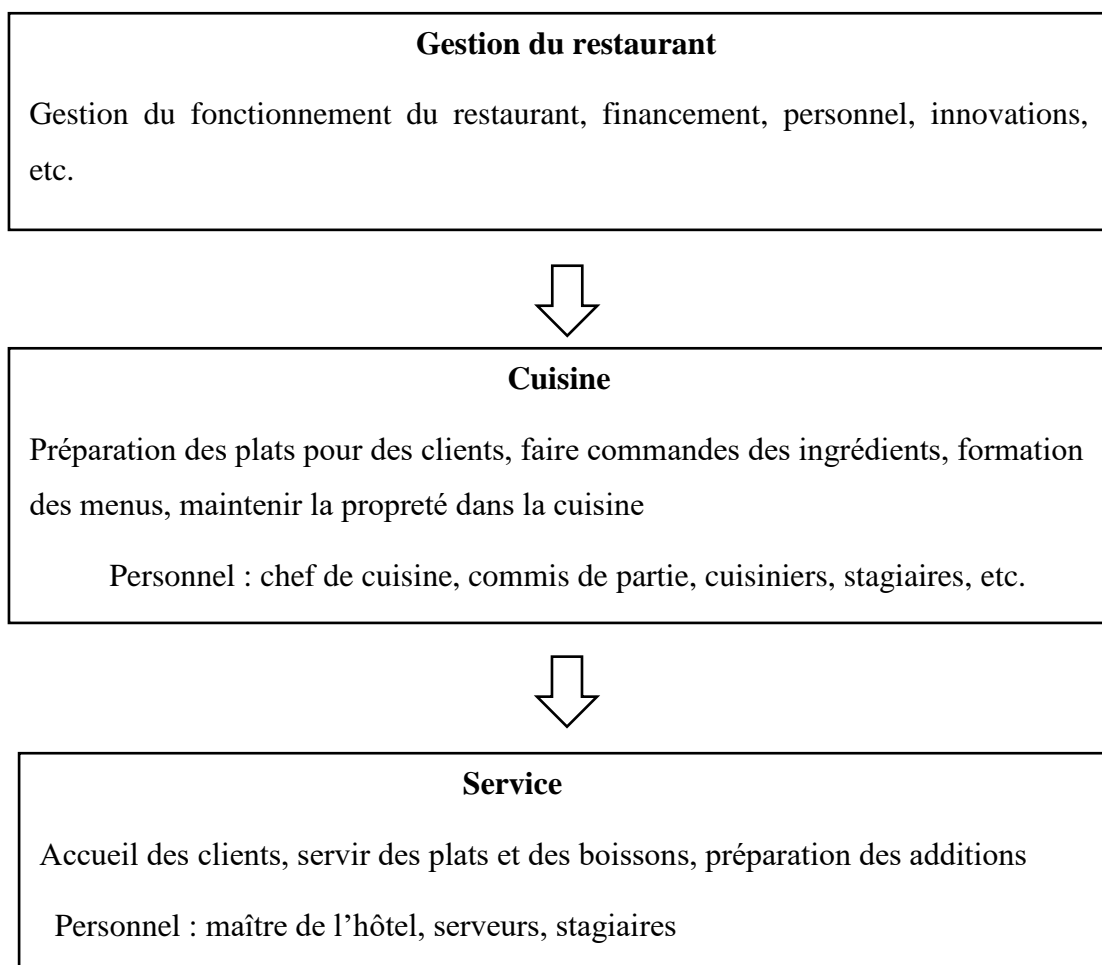 Gestion du restaurant
Gestion du fonctionnement du restaurant, financement, personnel, innovations,
etc.
Cuisine
Préparation des plats pour des clients, faire commandes des ingrédients, formation
des menus, maintenir la propreté dans la cuisine
Personnel : chef de cuisine, commis de partie, cuisiniers, stagiaires, etc.
Service
Accueil des clients, servir des plats et des boissons, préparation des additions
Personnel : maître de l’hôtel, serveurs, stagiaires